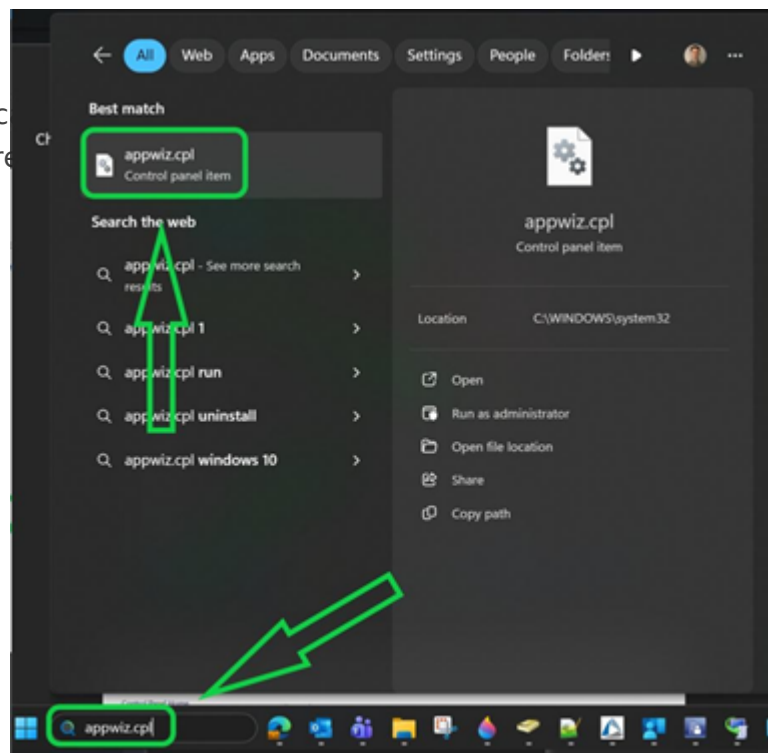 All Web Apps Documents Settings People Folders
Best match
appwiz.cpl
Control panel item
Search the web
appwiz.cpl - See more search
results
appwiz.cpl 1
appwiz.cpl run
appwiz.cpl uninstall
appwiz.cpl windows 10
appwiz.cpl
Control panel item
Location C:\WINDOWS\system32
Open
Run as administrator
Open file location
Share
Copy path
appwiz.cpl